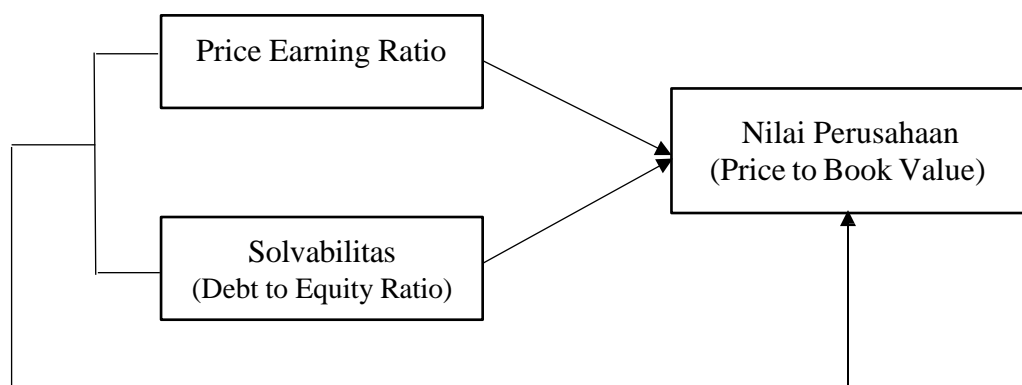 Price Earning Ratio
Nilai Perusahaan
(Price to Book Value)
Solvabilitas
(Debt to Equity Ratio)